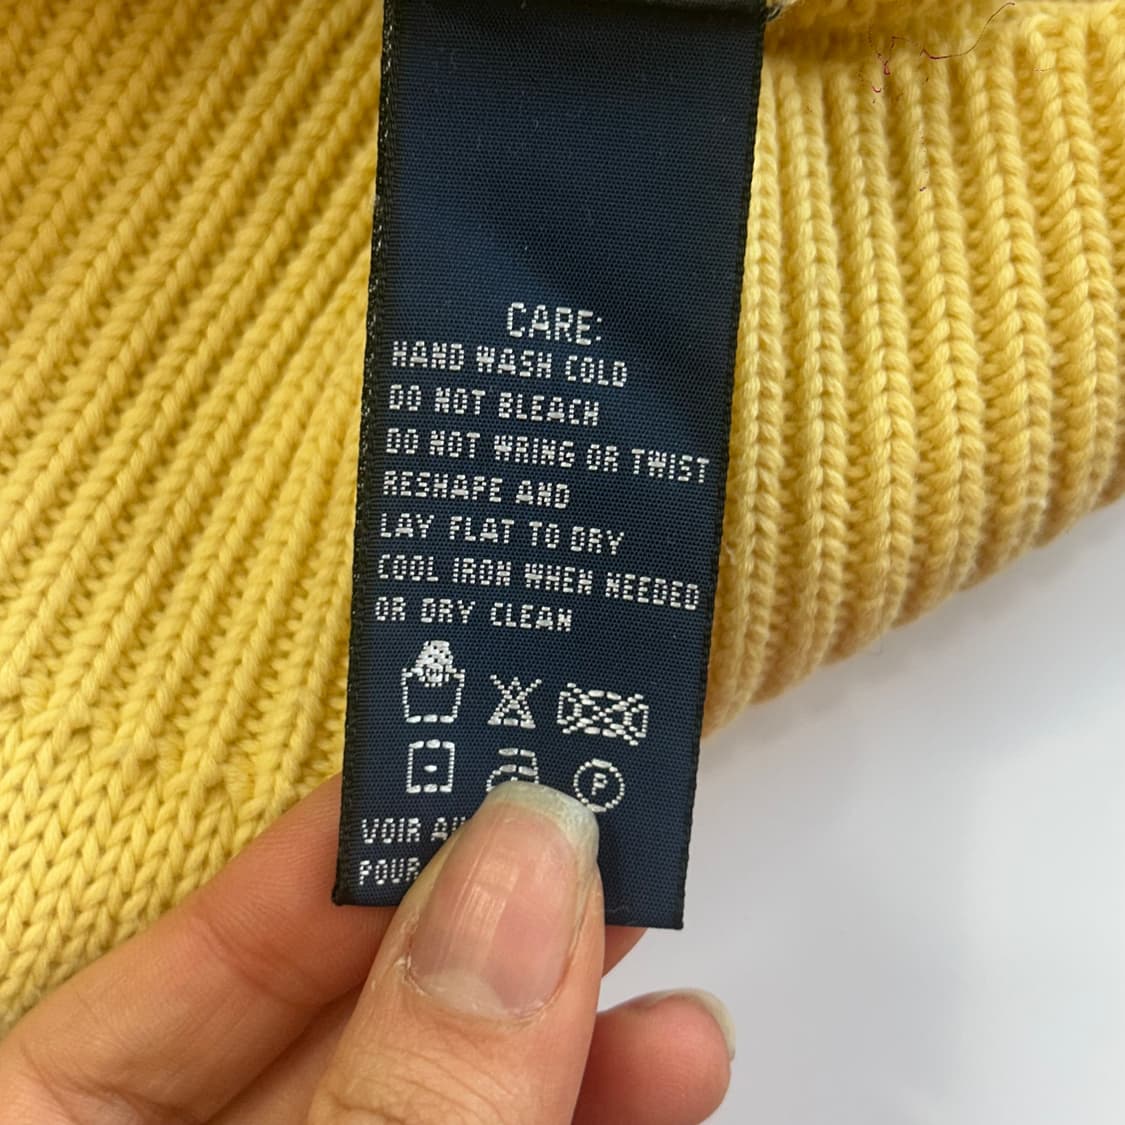 CARE:
HAND WASH COLD
DO NOT BLEACH
DO NOT WRING OR TWIST
RESHAPE AND
LAY FLAT TO DRY
COOL IRON WHEN NEEDED
OR DRY CLEAN
P
VOIR
POUR